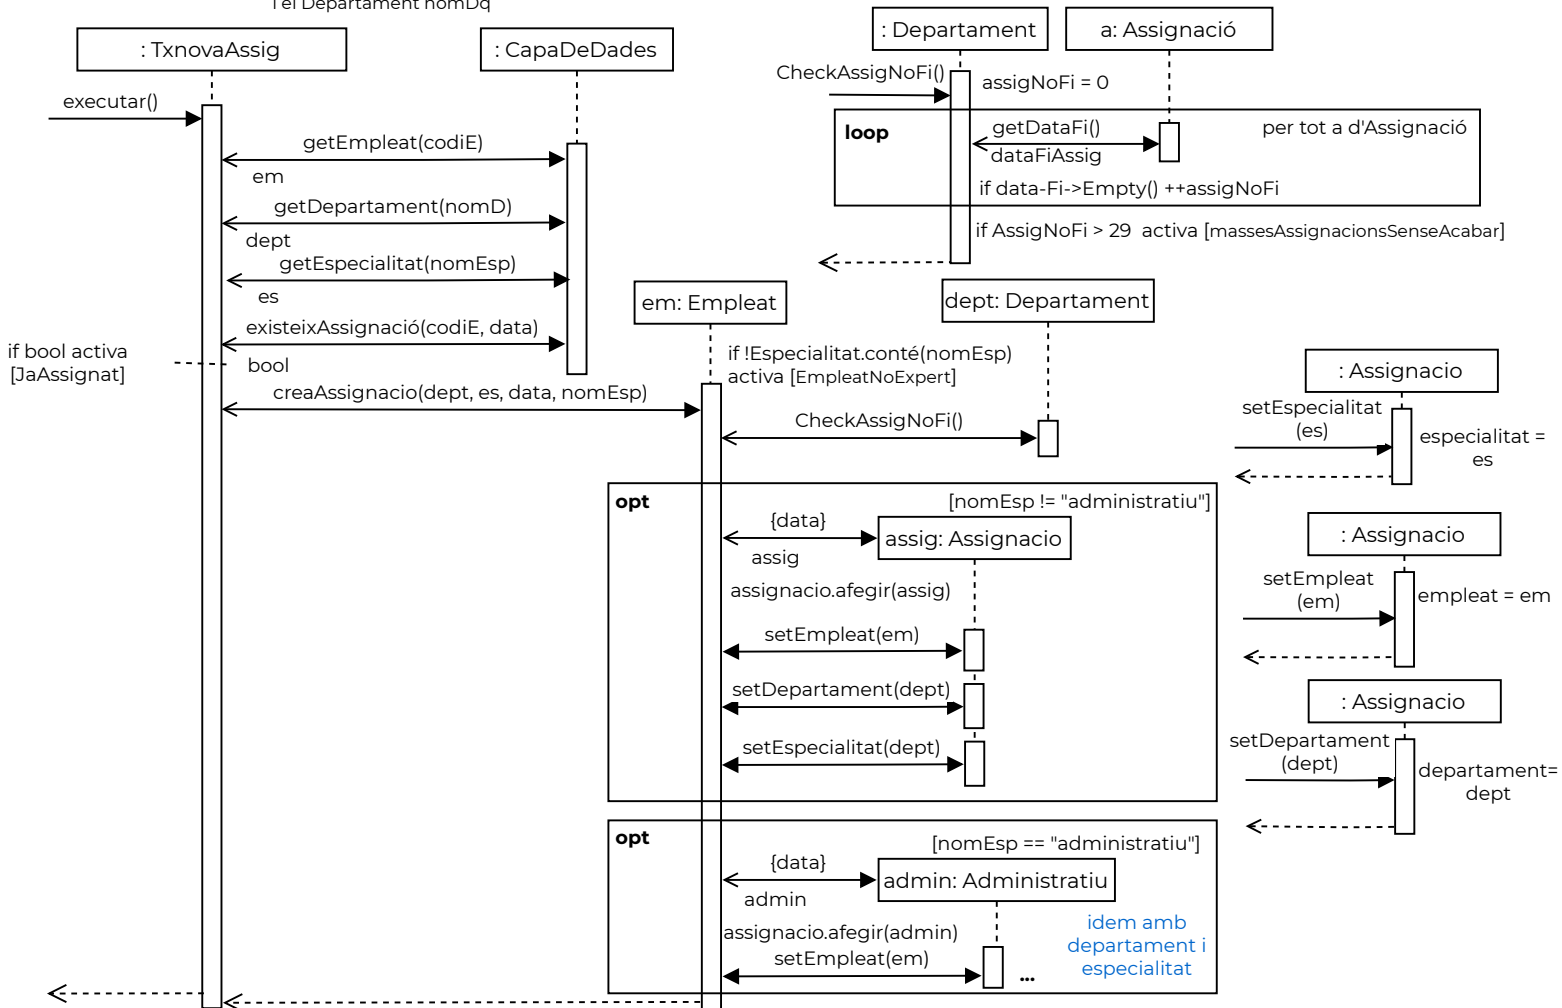 i el Departament nomDq
: TxnovaAssig
: CapaDeDades
executar()
getEmpleat(codiE)
em
getDepartament(nomD)
dept
getEspecialitat(nomEsp)
es
existeixAssignació(codiE, data)
if bool activa
[JaAssignat]
bool
creaAssignacio(dept, es, data, nomEsp)
: Departament
a: Assignació
CheckAssigNoFi()
assigNoFi = 0
loop
per tot a d'Assignació
getDataFi()
dataFiAssig
if data-Fi->Empty() ++assigNoFi
if AssigNoFi > 29 activa [massesAssignacionsSenseAcabar]
em: Empleat
dept: Departament
if !Especialitat.conté(nomEsp)
activa [EmpleatNoExpert]
CheckAssigNoFi()
opt
[nomEsp != "administratiu"]
{data}
assig: Assignacio
assig
assignacio.afegir(assig)
setEmpleat(em)
setDepartament(dept)
setEspecialitat(dept)
opt
[nomEsp == "administratiu"]
{data}
admin: Administratiu
admin
assignacio.afegir(admin)
setEmpleat(em)
...
idem amb
departament i
especialitat
: Assignacio
setEspecialitat
(es)
especialitat =
es
: Assignacio
setEmpleat
(em)
empleat = em
: Assignacio
setDepartament
(dept)
departament=
dept